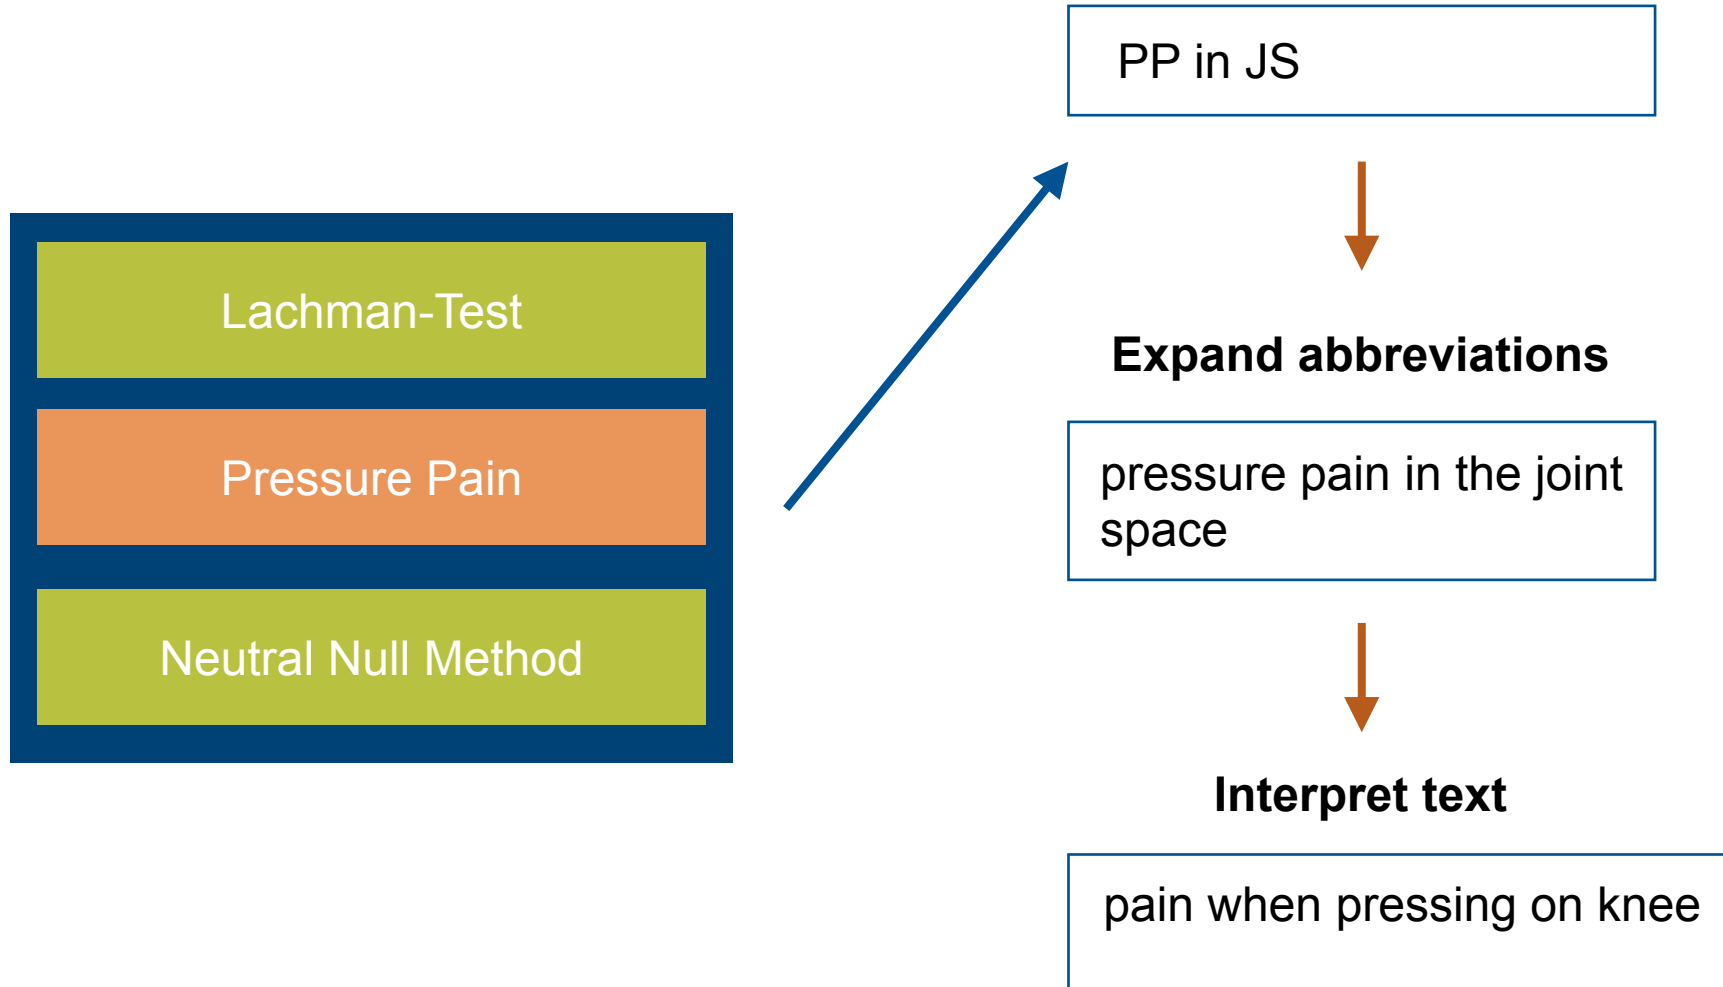 Lachman-Test
Pressure Pain
Neutral Null Method
PP in JS
Expand abbreviations
pressure pain in the joint
space
Interpret text
pain when pressing on knee